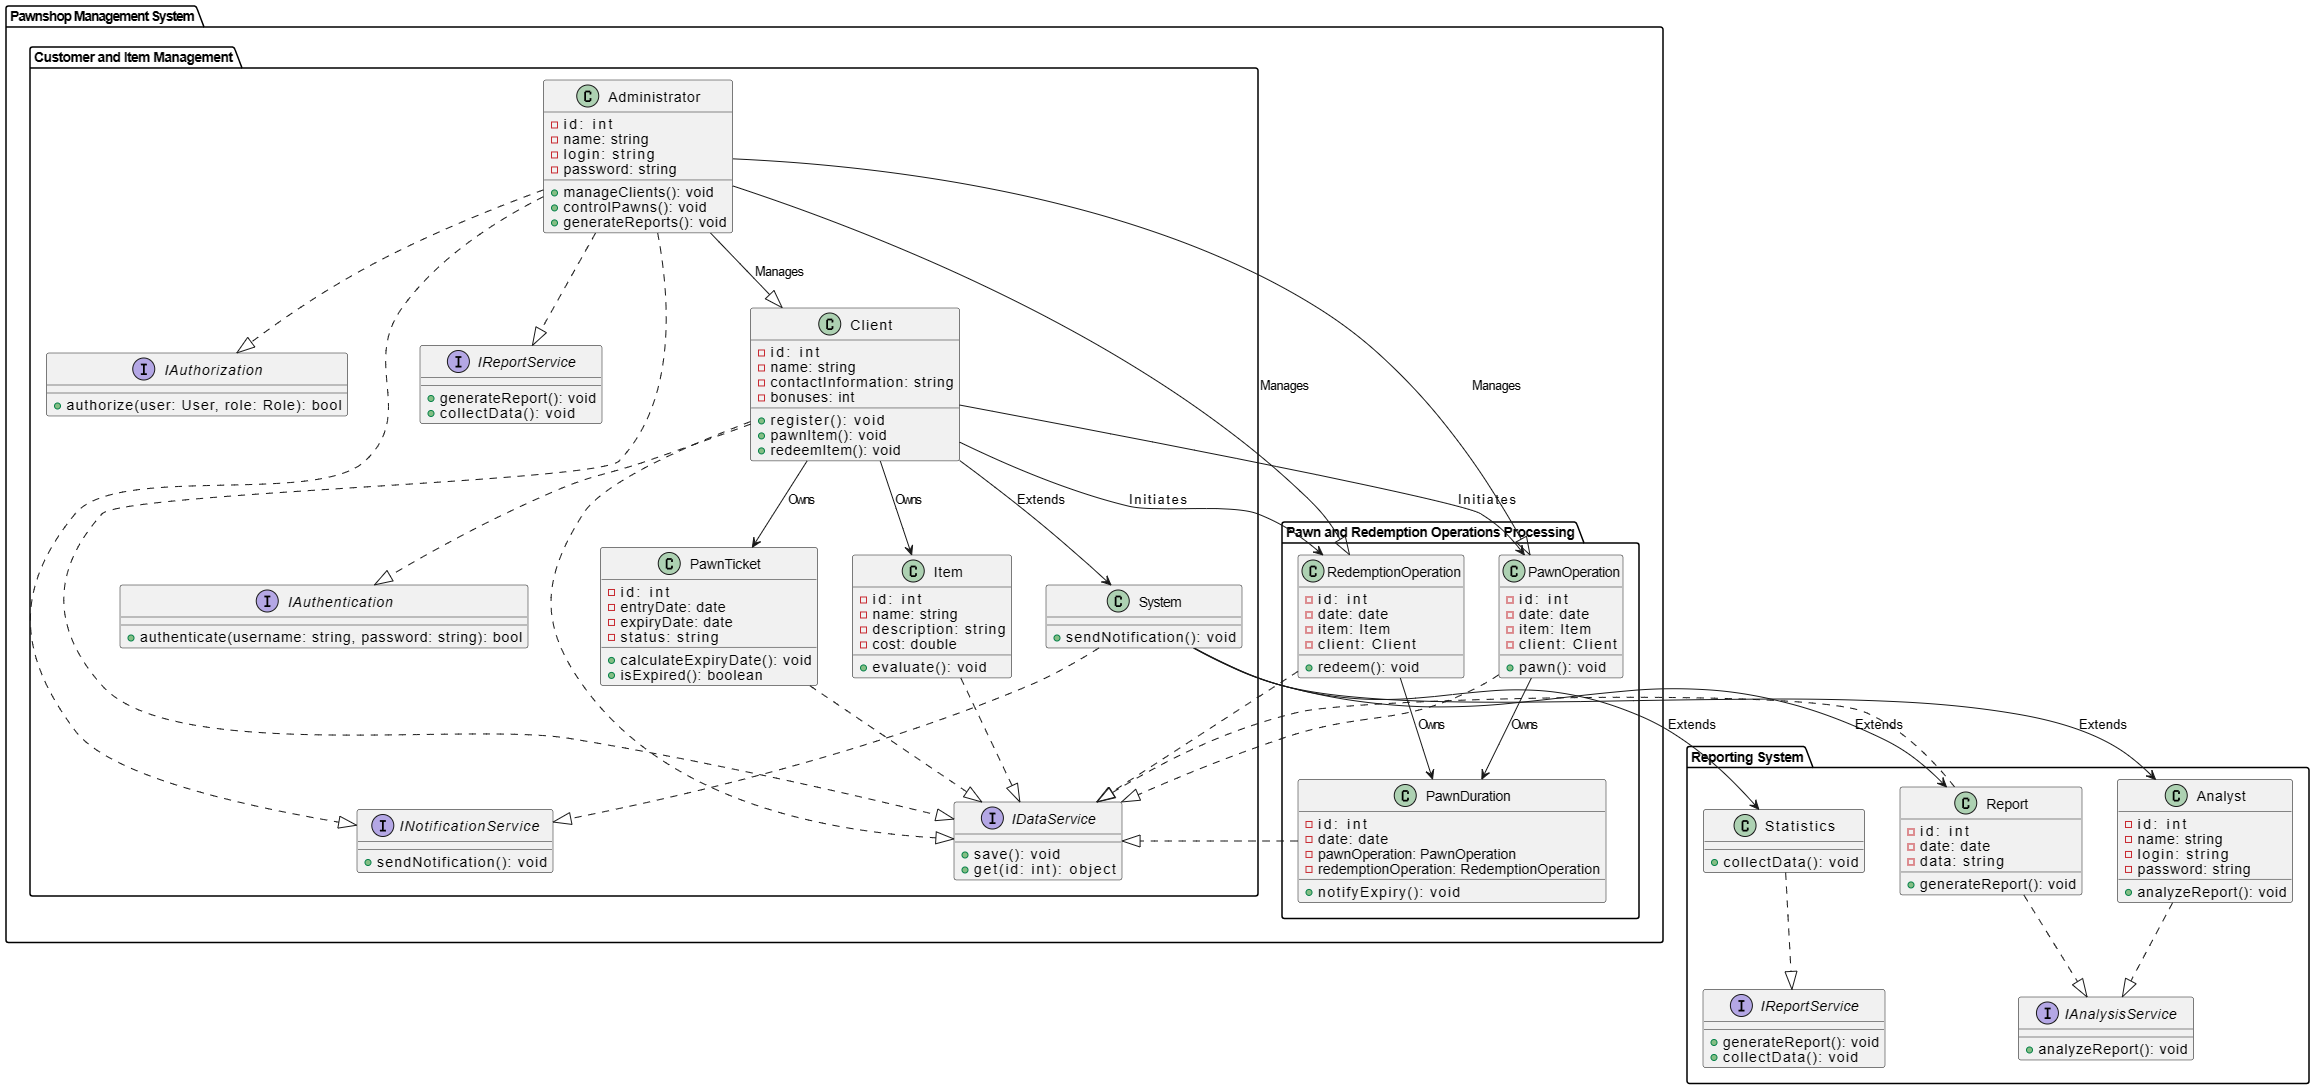 Pawnshop Management System
Customer and Item Management
C Administrator
id: int
name: string
login: string
password: string
manageClients(): void
controlPawns(): void
generateReports(): void
Manages
Manages
Manages
I IAuthorization
authorize(user: User, role: Role): bool
I IReportService
generateReport(): void
collectData(): void
C Client
id: int
name: string
contactInformation: string
bonuses: int
register(): void
pawnItem(): void
redeemItem(): void
Owns
Owns
Extends
Initiates
Initiates
I IAuthentication
authenticate(username: string, password: string): bool
C PawnTicket
id: int
entryDate: date
expiryDate: date
status: string
calculateExpiryDate(): void
isExpired(): boolean
C Item
id: int
name: string
description: string
cost: double
evaluate(): void
C System
sendNotification(): void
Pawn and Redemption Operations Processing
C RedemptionOperation
id: int
date: date
item: Item
client: Client
redeem(): void
C PawnOperation
id: int
date: date
item: Item
client: Client
pawn(): void
Owns
Owns
Extends
Extends
Extends
I INotificationService
sendNotification(): void
I IDataService
save(): void
get(id: int): object
C PawnDuration
id: int
date: date
pawnOperation: PawnOperation
redemptionOperation: RedemptionOperation
notifyExpiry(): void
Reporting System
C Statistics
collectData(): void
C Report
id: int
date: date
data: string
generateReport(): void
C Analyst
id: int
name: string
login: string
password: string
analyzeReport(): void
I IReportService
generateReport(): void
collectData(): void
I IAnalysisService
analyzeReport(): void